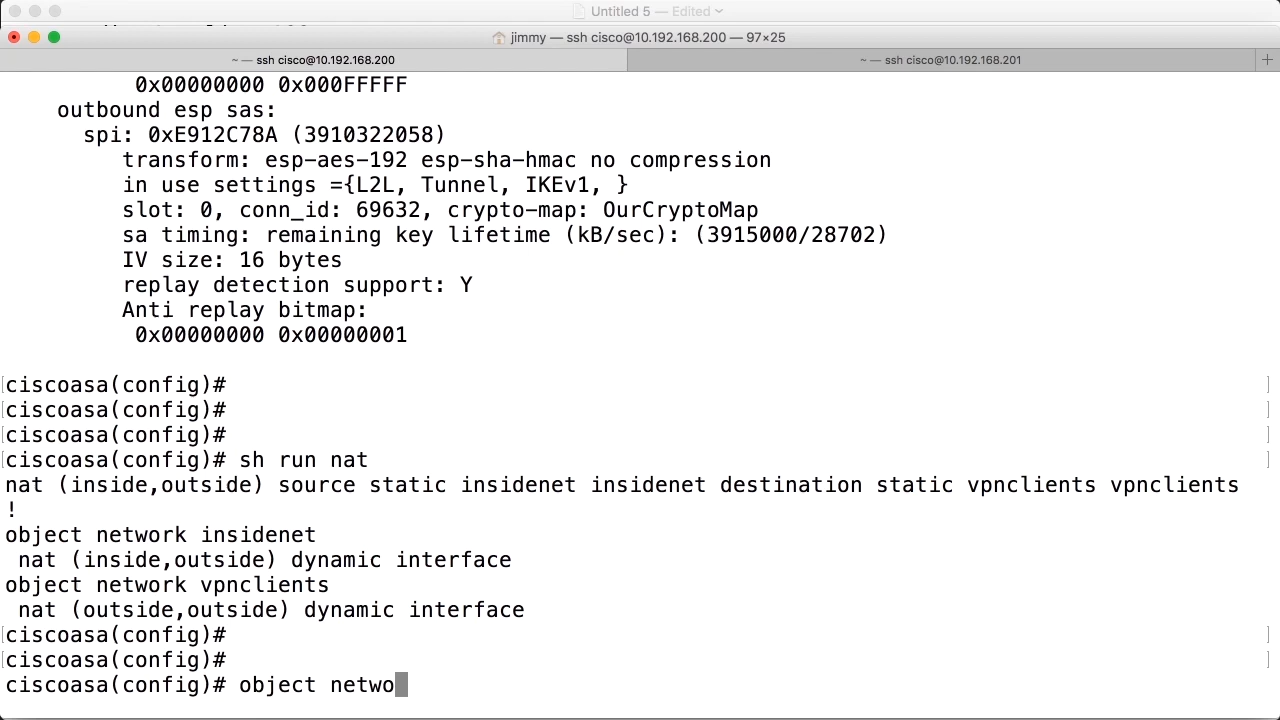 Untitled 5 — Edited
jimmy — ssh cisco@10.192.168.200 — 97×25
~ — ssh cisco@10.192.168.200
~ — ssh cisco@10.192.168.201
+
0x00000000 0x000FFFFF
outbound esp sas:
spi: 0xE912C78A (3910322058)
transform: esp-aes-192 esp-sha-hmac no compression
in use settings ={L2L, Tunnel, IKEv1, }
slot: 0, conn_id: 69632, crypto-map: OurCryptoMap
sa timing: remaining key lifetime (kB/sec): (3915000/28702)
IV size: 16 bytes
replay detection support: Y
Anti replay bitmap:
0x00000000 0x00000001
[ciscoasa(config)# ]
[ciscoasa(config)# ]
[ciscoasa(config)# ]
[ciscoasa(config)# sh run nat ]
nat (inside,outside) source static insidenet insidenet destination static vpnclients vpnclients
!
object network insidenet
nat (inside,outside) dynamic interface
object network vpnclients
nat (outside,outside) dynamic interface
[ciscoasa(config)# ]
[ciscoasa(config)# ]
ciscoasa(config)# object netwo